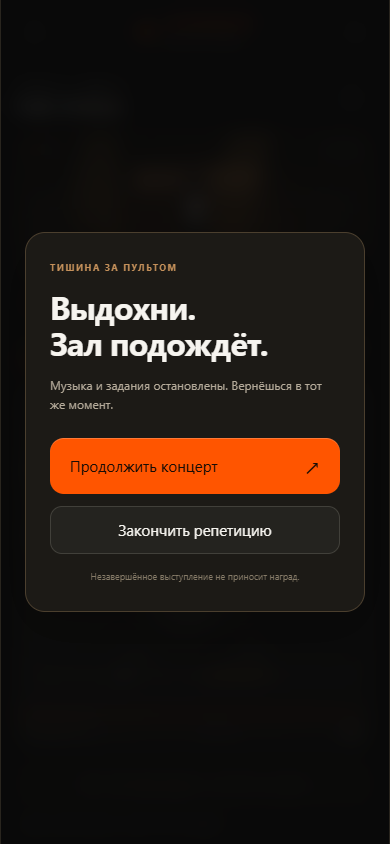 ТИШИНА ЗА ПУЛЬТОМ
Выдохни.
Зал подождёт.
Музыка и задания остановлены. Вернёшься в тот
же момент.
Продолжить концерт ↗
Закончить репетицию
Незавершённое выступление не приносит наград.